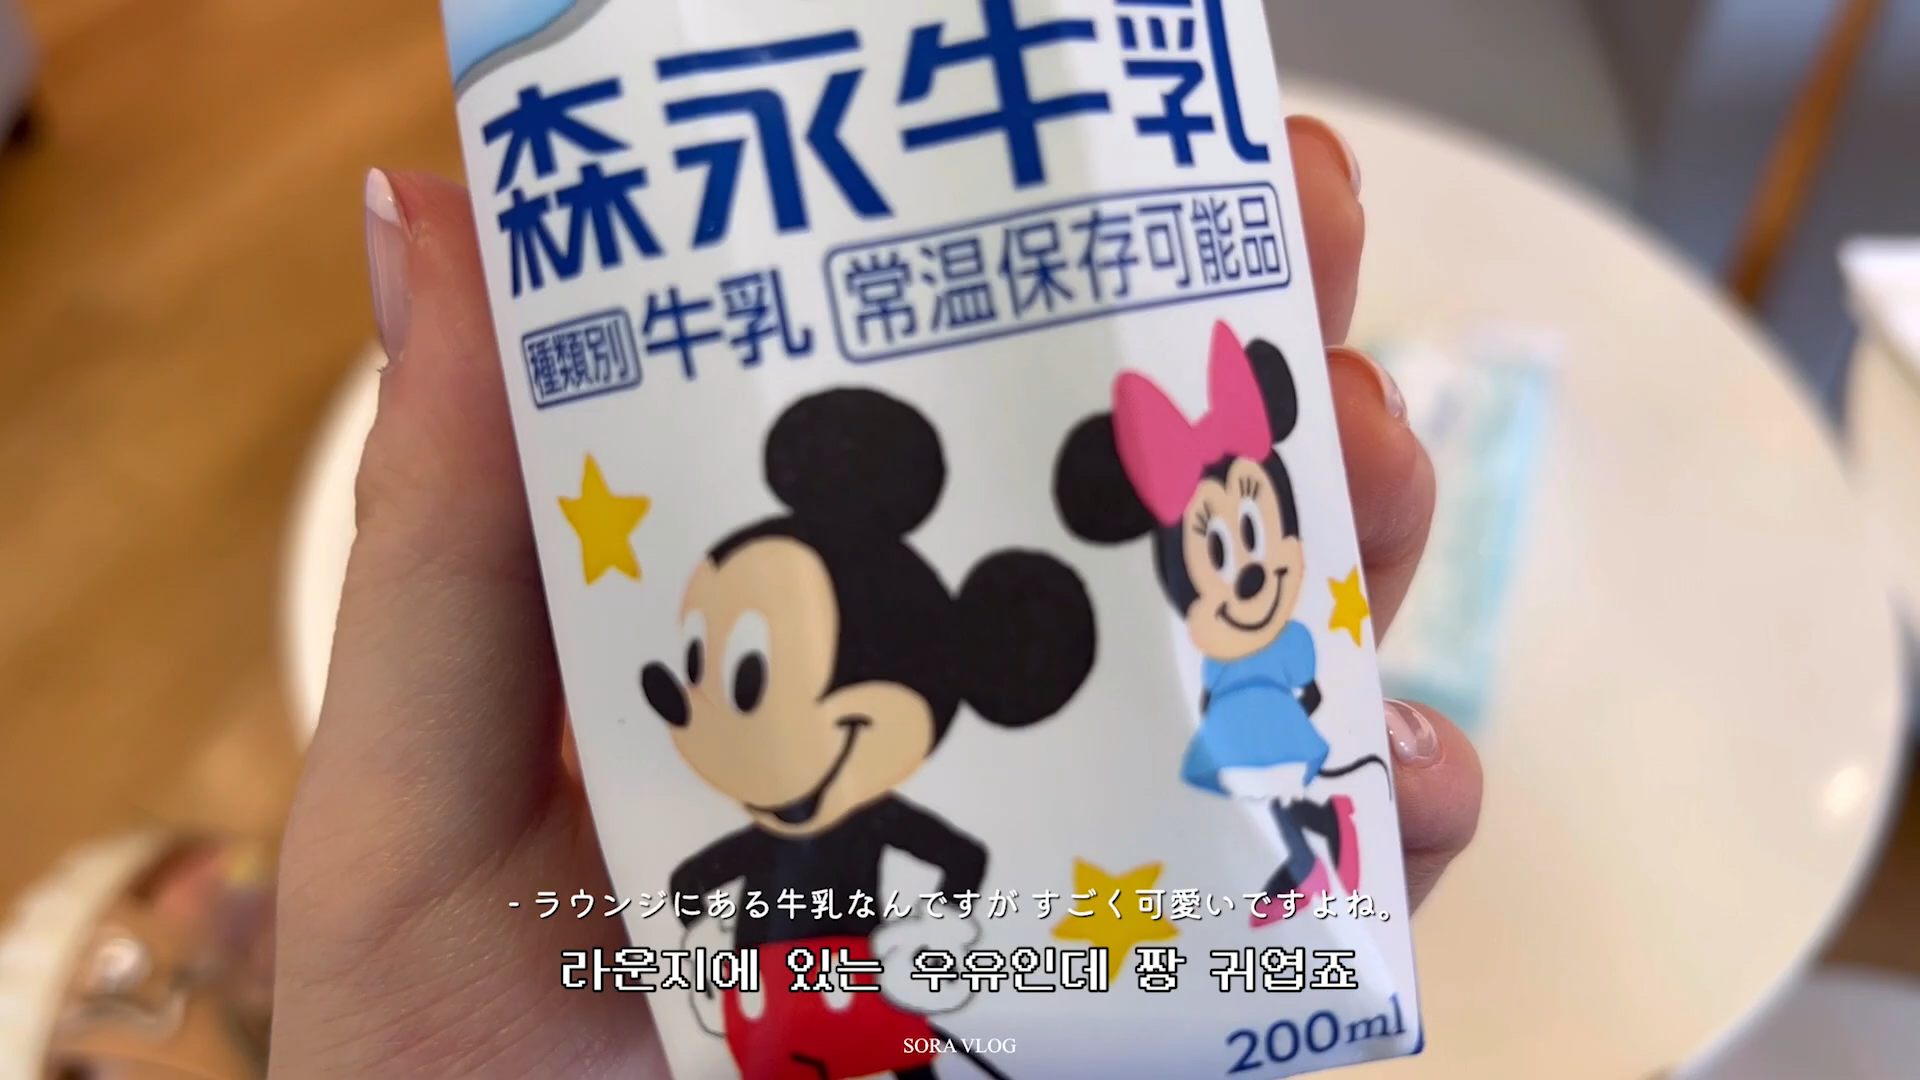 森永牛乳
種類別 牛乳 常温保存可能品
- ラウンジにある牛乳なんですが すごく可愛いですよね。
라운지에 있는 우유인데 짱 귀엽죠
200ml
SORA VLOG